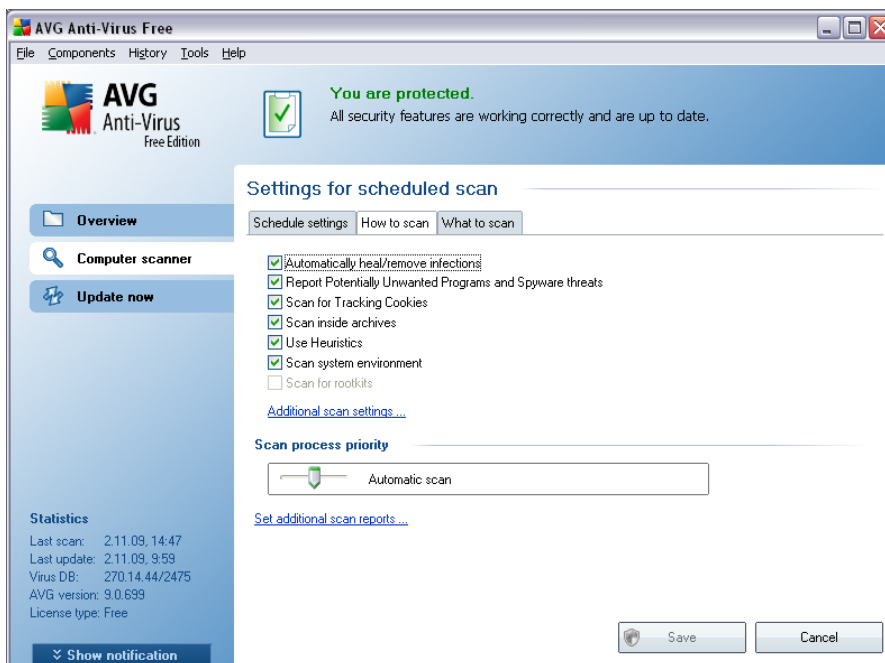 AVG Anti-Virus Free
File Components History Tools Help
AVG
Anti-Virus
Free Edition
You are protected.
All security features are working correctly and are up to date.
Settings for scheduled scan
Schedule settings How to scan What to scan
Overview
Computer scanner
Update now
Automatically heal/remove infections
Report Potentially Unwanted Programs and Spyware threats
Scan for Tracking Cookies
Scan inside archives
Use Heuristics
Scan system environment
Scan for rootkits
Additional scan settings ...
Scan process priority
Automatic scan
Set additional scan reports ...
Statistics
Last scan: 2.11.09, 14:47
Last update: 2.11.09, 9:59
Virus DB: 270.14.44/2475
AVG version: 9.0.699
License type: Free
Show notification
Save Cancel